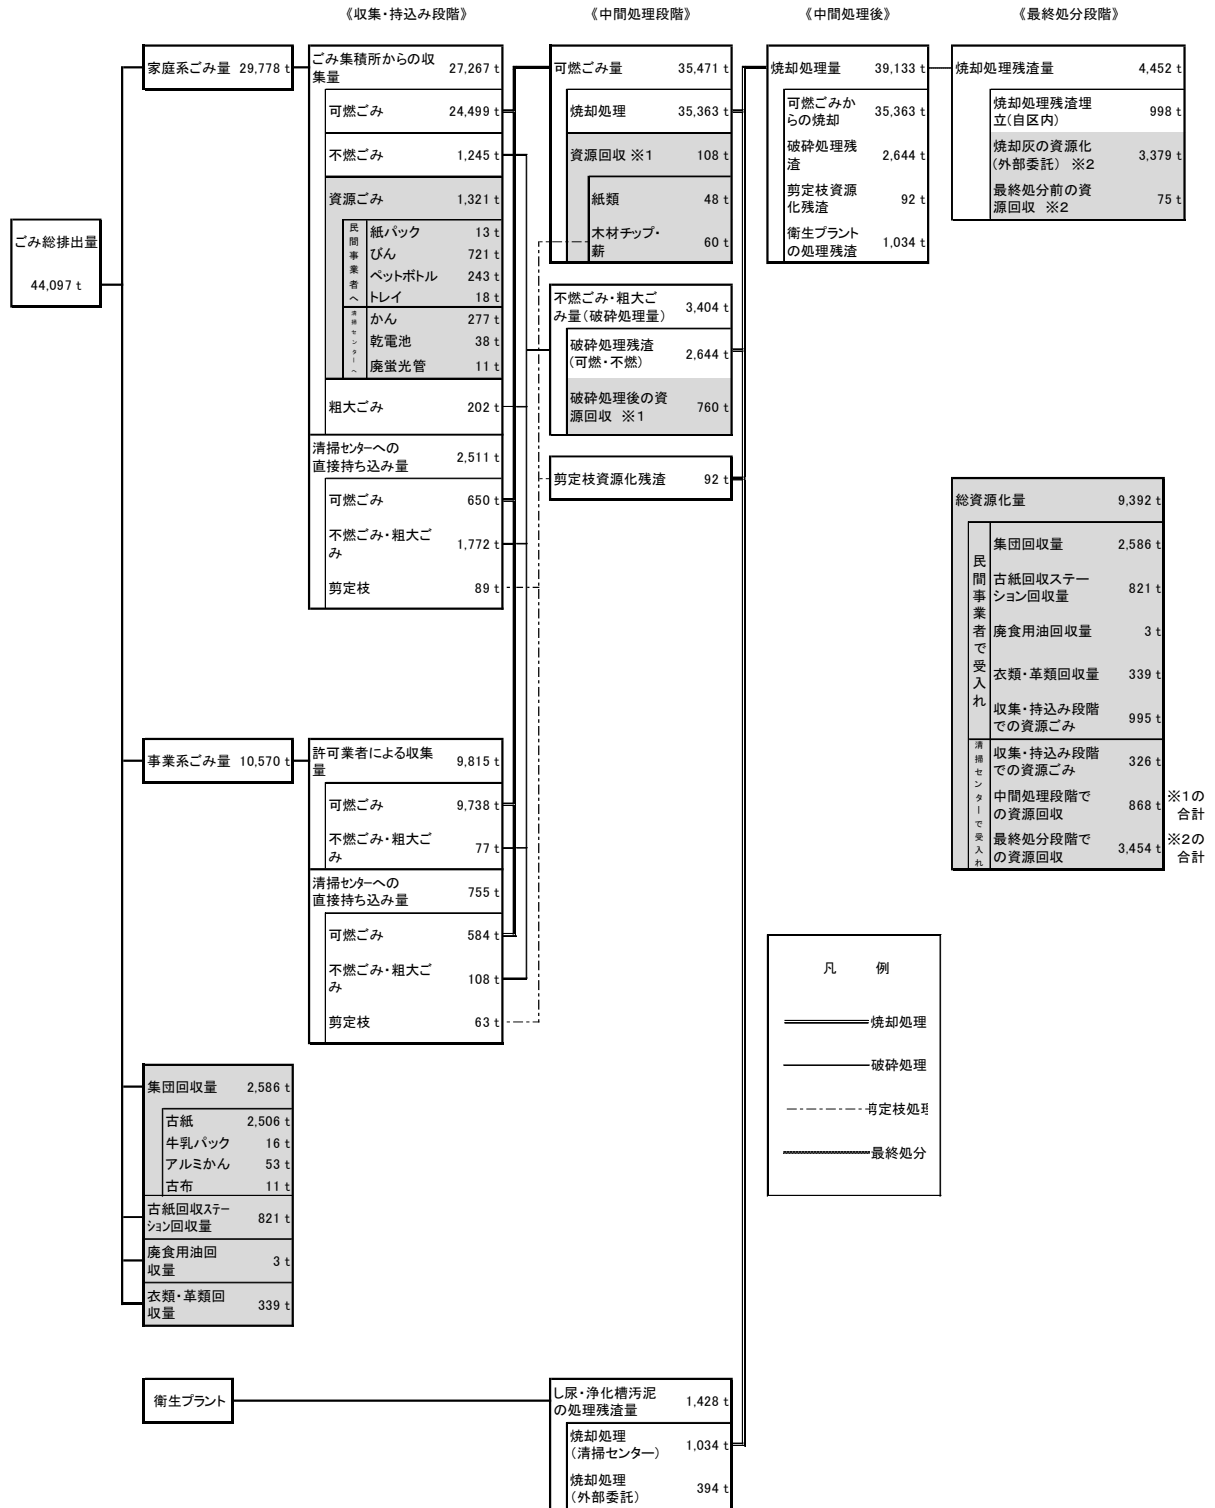 《収集・持込み段階》
《中間処理段階》
《中間処理後》
《最終処分段階》
ごみ総排出量
44,097 t
家庭系ごみ量 29,778 t
ごみ集積所からの収
集量
27,267 t
可燃ごみ 24,499 t
不燃ごみ 1,245 t
資源ごみ 1,321 t
民間事業者へ
紙パック 13 t
びん 721 t
ペットボトル 243 t
トレイ 18 t
清掃センターへ
かん 277 t
乾電池 38 t
廃蛍光管 11 t
粗大ごみ 202 t
清掃センターへの
直接持ち込み量
2,511 t
可燃ごみ 650 t
不燃ごみ・粗大ご
み
1,772 t
剪定枝 89 t
事業系ごみ量 10,570 t
許可業者による収集
量
9,815 t
可燃ごみ 9,738 t
不燃ごみ・粗大ご
み
77 t
清掃センターへの
直接持ち込み量
755 t
可燃ごみ 584 t
不燃ごみ・粗大ご
み
108 t
剪定枝 63 t
集団回収量 2,586 t
古紙 2,506 t
牛乳パック 16 t
アルミかん 53 t
古布 11 t
古紙回収ステー
ション回収量
821 t
廃食用油回
収量
3 t
衣類・革類回
収量
339 t
衛生プラント
可燃ごみ量 35,471 t
焼却処理 35,363 t
資源回収 ※1 108 t
紙類 48 t
木材チップ・
薪
60 t
不燃ごみ・粗大ご
み量(破砕処理量)
3,404 t
破砕処理残渣
(可燃・不燃)
2,644 t
破砕処理後の資
源回収 ※1
760 t
剪定枝資源化残渣 92 t
し尿・浄化槽汚泥
の処理残渣量
1,428 t
焼却処理
(清掃センター)
1,034 t
焼却処理
(外部委託)
394 t
焼却処理量 39,133 t
可燃ごみか
らの焼却
35,363 t
破砕処理残
渣
2,644 t
剪定枝資源
化残渣
92 t
衛生プラント
の処理残渣
1,034 t
焼却処理残渣量 4,452 t
焼却処理残渣埋
立(自区内)
998 t
焼却灰の資源化
(外部委託) ※2
3,379 t
最終処分前の資
源回収 ※2
75 t
総資源化量 9,392 t
民間事業者で受入れ
集団回収量 2,586 t
古紙回収ステー
ション回収量
821 t
廃食用油回収量 3 t
衣類・革類回収量 339 t
収集・持込み段階
での資源ごみ
995 t
清掃センターで受入れ
収集・持込み段階
での資源ごみ
326 t
中間処理段階で
の資源回収
868 t
※1の
合計
最終処分段階で
の資源回収
3,454 t
※2の
合計
凡 例
焼却処理
破砕処理
剪定枝処理
最終処分